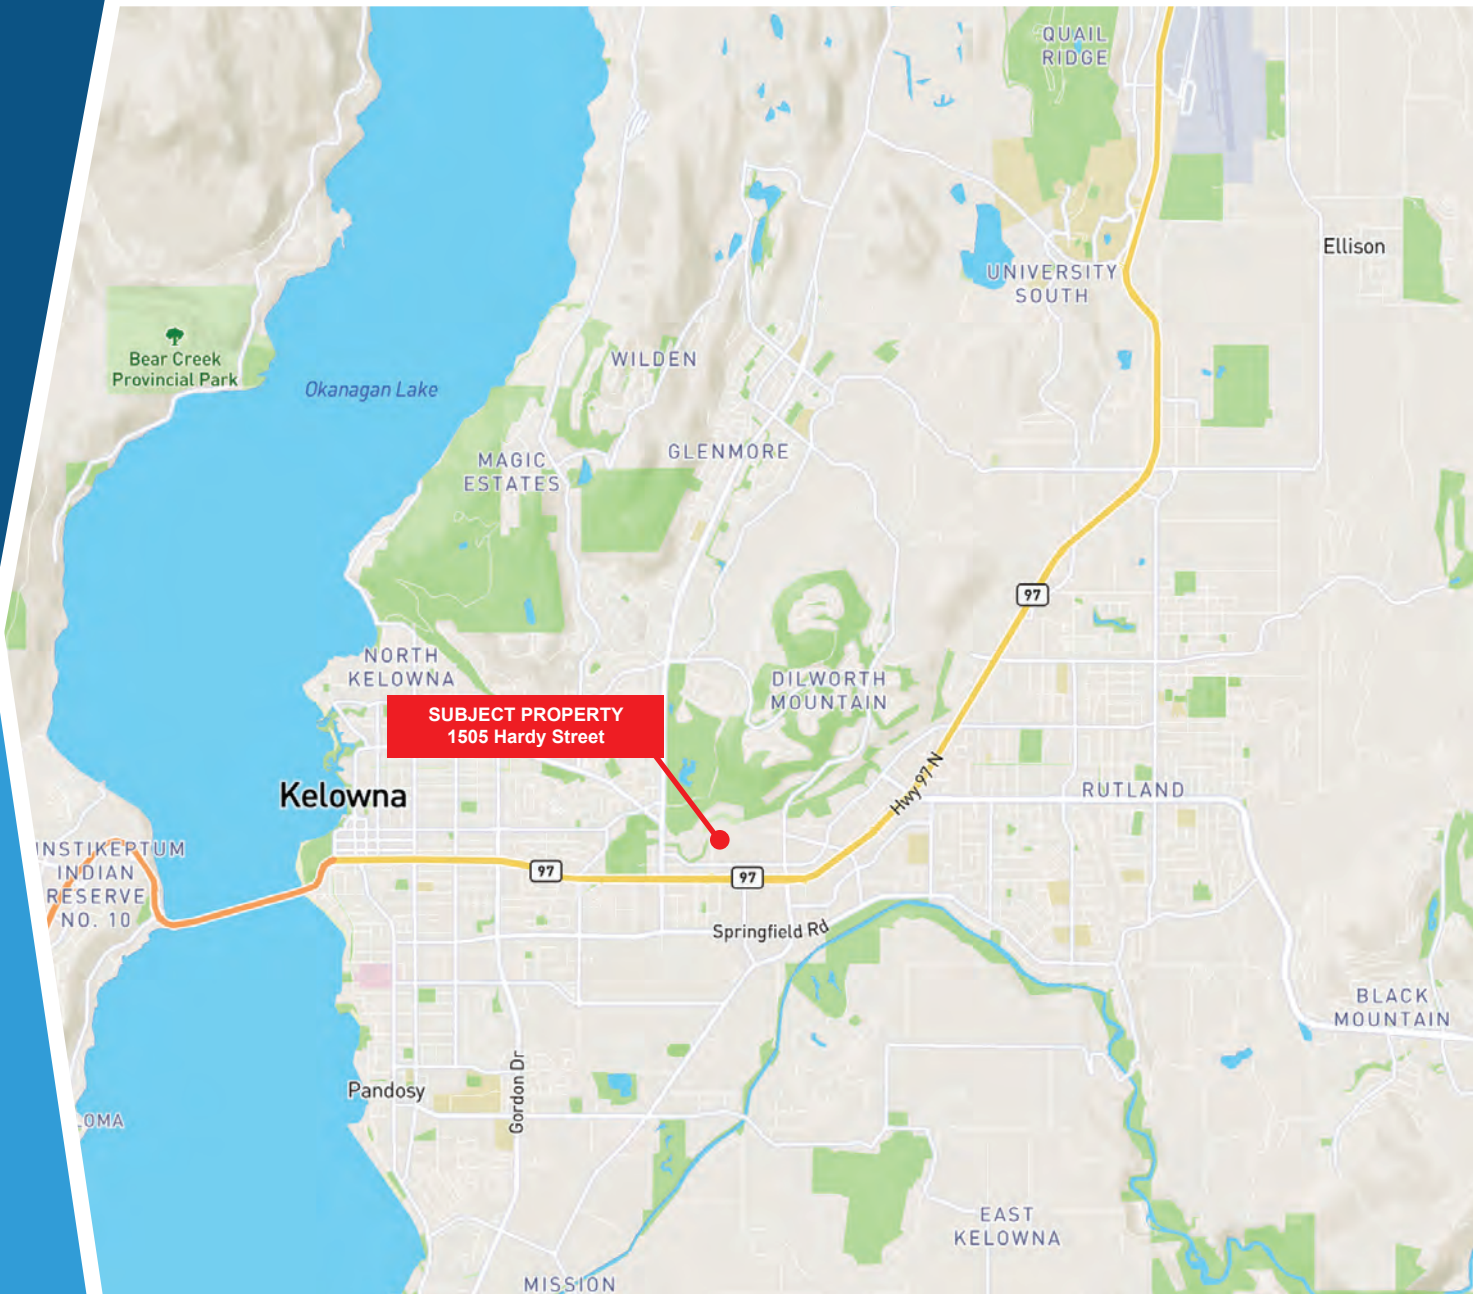 QUAIL
RIDGE
Ellison
UNIVERSITY
SOUTH
Bear Creek
Provincial Park
WILDEN
Okanagan Lake
GLENMORE
MAGIC
ESTATES
97
NORTH
KELOWNA
DILWORTH
MOUNTAIN
SUBJECT PROPERTY
1505 Hardy Street
Hwy 97 N
RUTLAND
Kelowna
NSTIKEPTUM
INDIAN
RESERVE
NO. 10
97
97
Springfield Rd
BLACK
MOUNTAIN
Pandosy
Gordon Dr
OMA
EAST
KELOWNA
MISSION